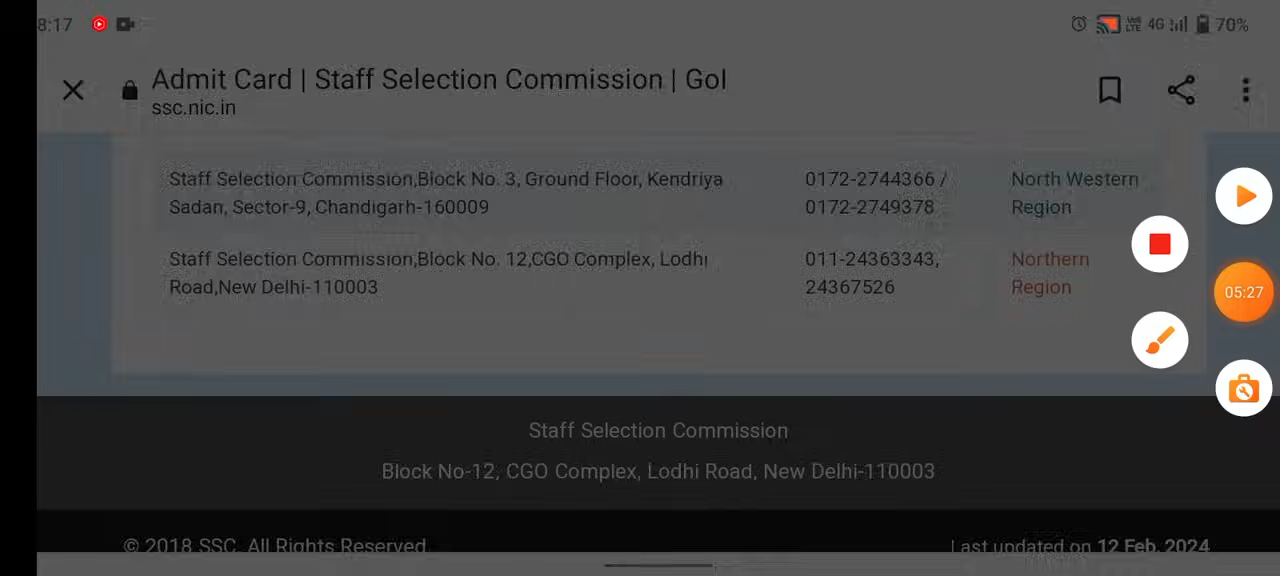 8:17
VoLTE 4G 70%
Admit Card | Staff Selection Commission | GoI
ssc.nic.in
Staff Selection Commission,Block No. 3, Ground Floor, Kendriya 0172-2744366 / North Western
Sadan, Sector-9, Chandigarh-160009 0172-2749378 Region
Staff Selection Commission,Block No. 12,CGO Complex, Lodhi 011-24363343, Northern
Road,New Delhi-110003 24367526 Region
05:27
Staff Selection Commission
Block No-12, CGO Complex, Lodhi Road, New Delhi-110003
© 2018 SSC. All Rights Reserved. Last updated on 12 Feb, 2024